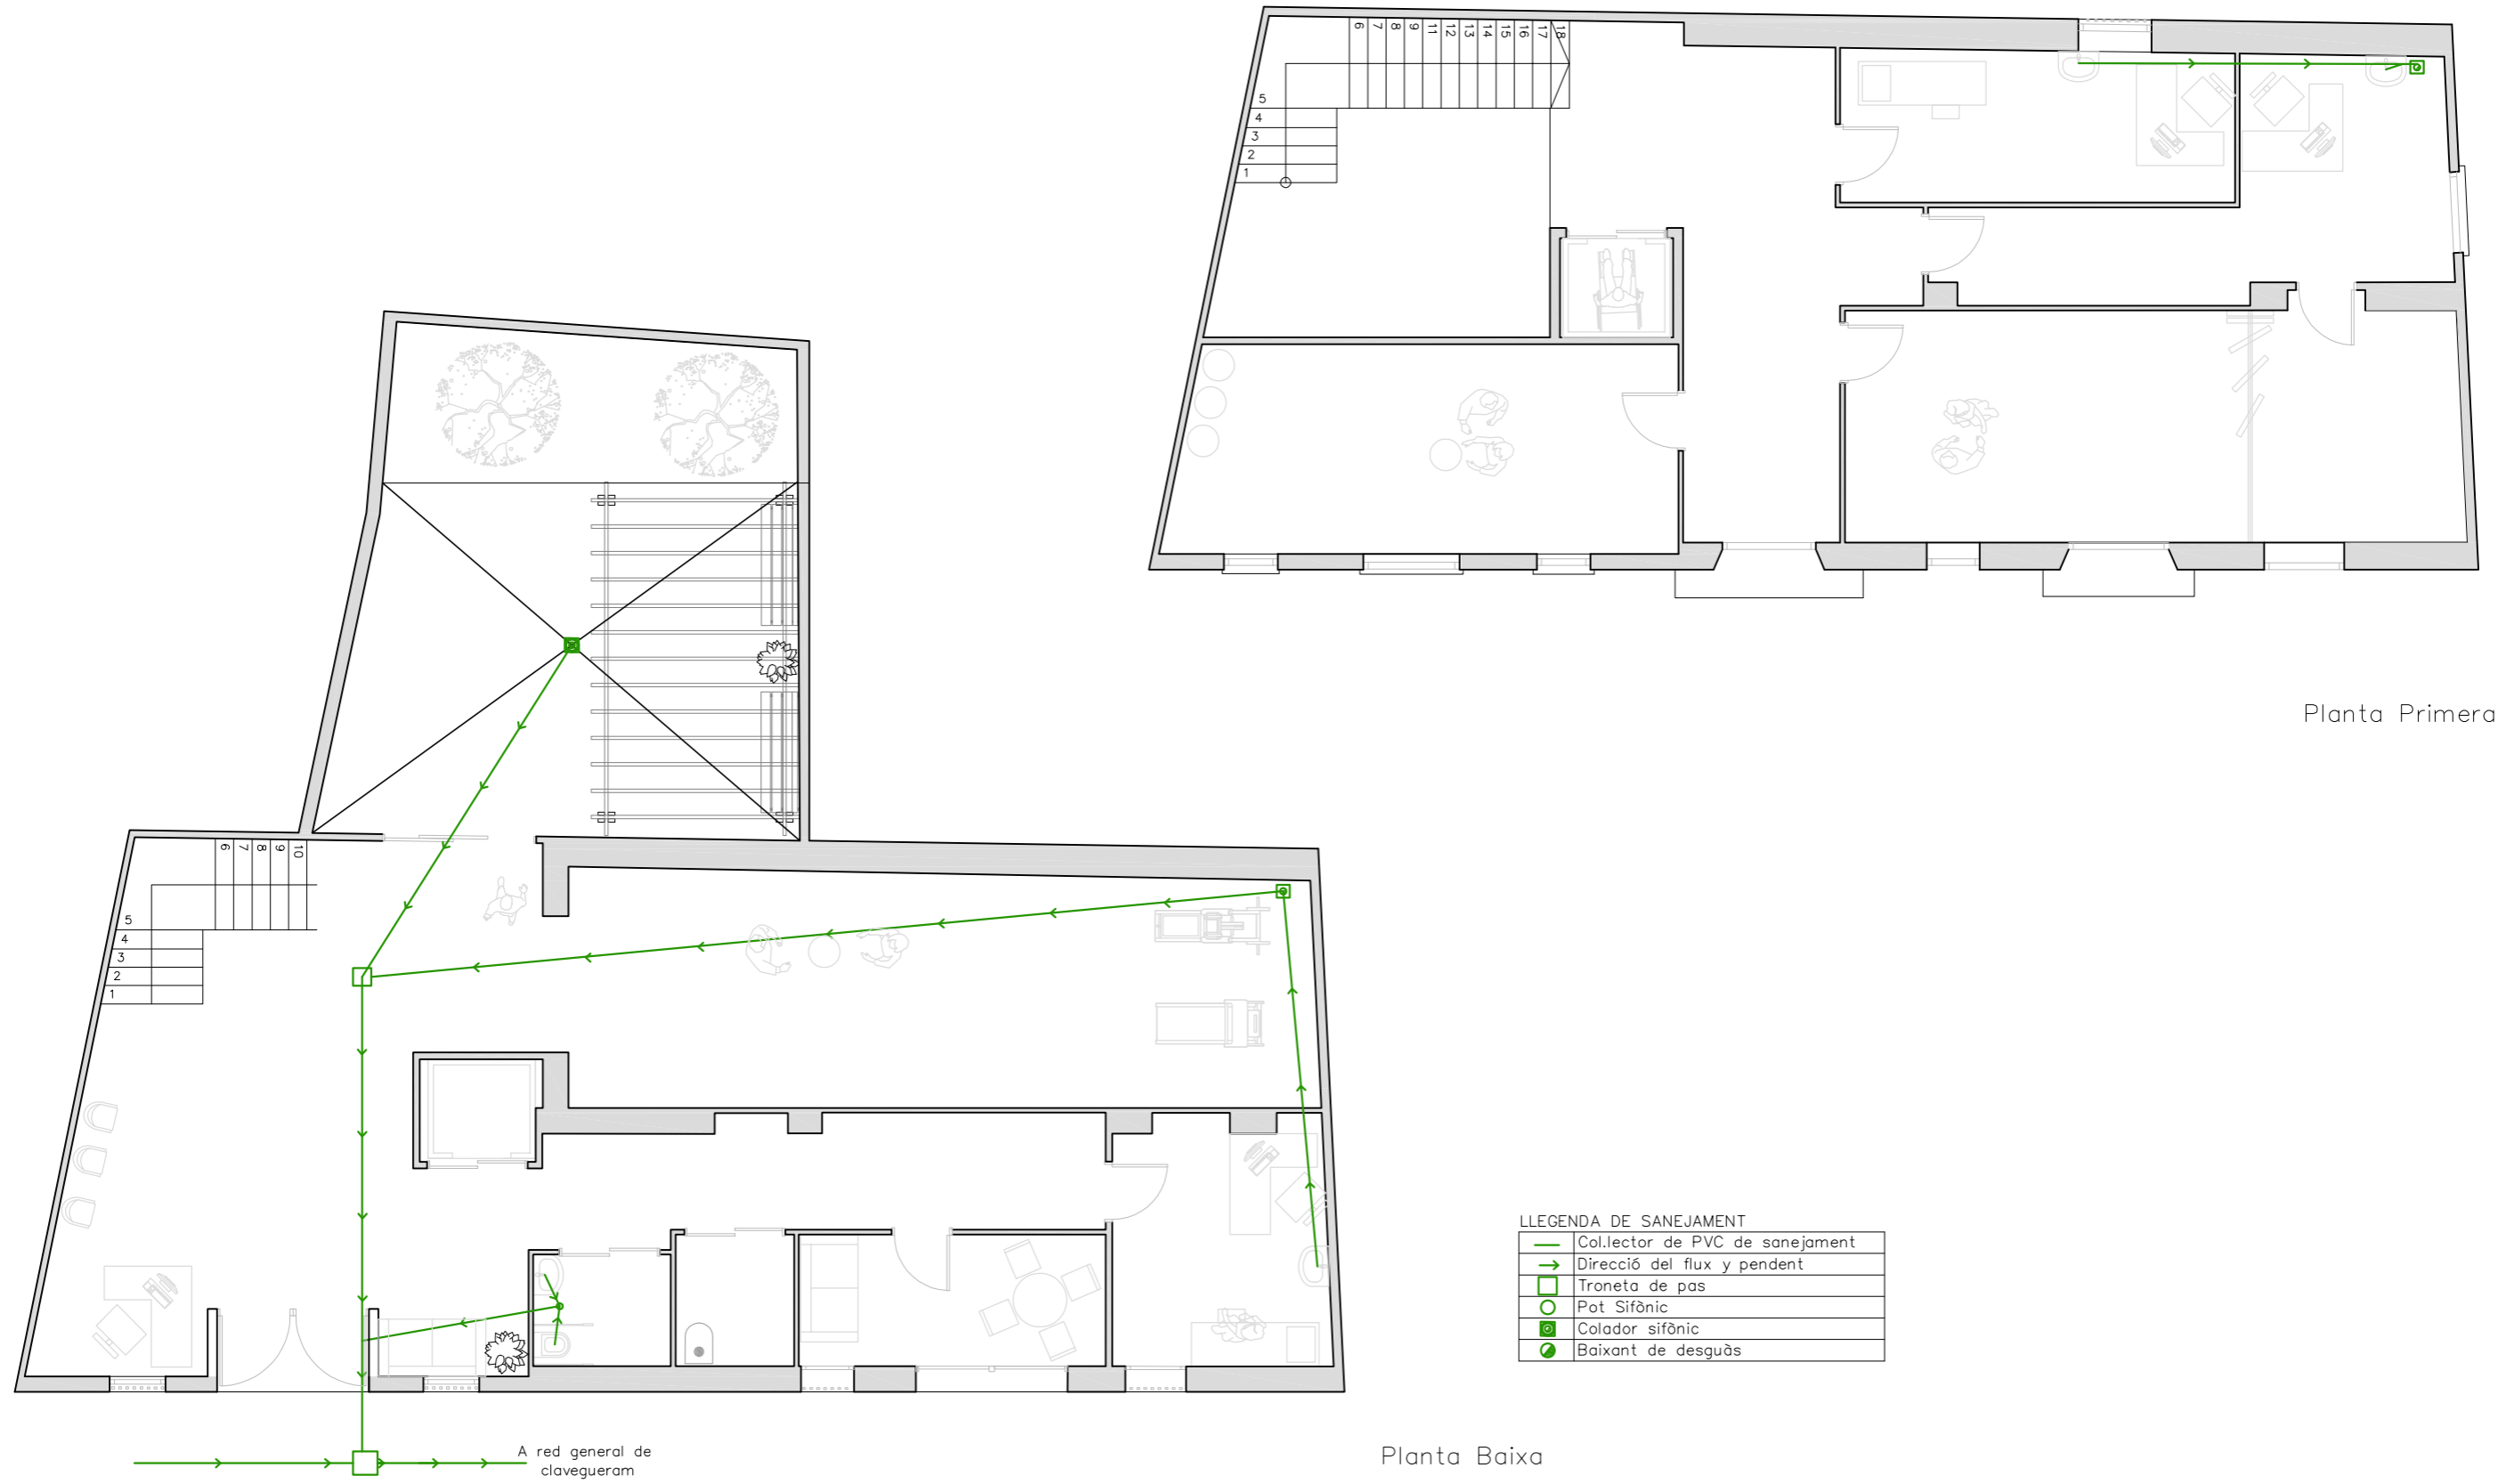 6 7 8 9 11 12 13 14 15 16 17 18
5
4
3
2
1
Planta Primera
6 7 8 9 10
5
4
3
2
1
LLEGENDA DE SANEJAMENT
Col.lector de PVC de sanejament
Direcció del flux y pendent
Troneta de pas
Pot Sifònic
Colador sifònic
Baixant de desguàs
A red general de
clavegueram
Planta Baixa